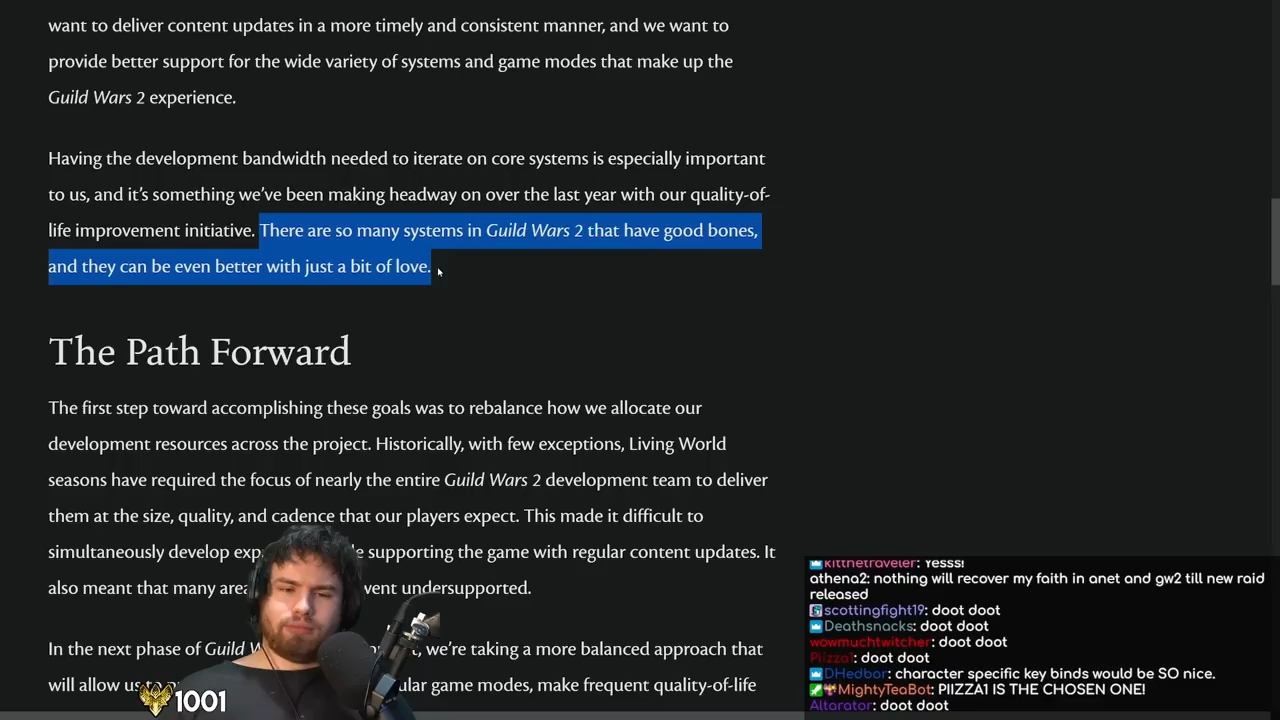 want to deliver content updates in a more timely and consistent manner, and we want to
provide better support for the wide variety of systems and game modes that make up the
Guild Wars 2 experience.
Having the development bandwidth needed to iterate on core systems is especially important
to us, and it's something we've been making headway on over the last year with our quality-of-
life improvement initiative. There are so many systems in Guild Wars 2 that have good bones,
and they can be even better with just a bit of love.
The Path Forward
The first step toward accomplishing these goals was to rebalance how we allocate our
development resources across the project. Historically, with few exceptions, Living World
seasons have required the focus of nearly the entire Guild Wars 2 development team to deliver
them at the size, quality, and cadence that our players expect. This made it difficult to
simultaneously develop supporting the game with regular content updates. It
also meant that many went undersupported.
In the next phase of Guild we're taking a more balanced approach that
will allow game modes, make frequent quality-of-life
1001
kitthetraveler: Yesss!
athena2: nothing will recover my faith in anet and gw2 till new raid
released
scottingfight19: doot doot
Deathsnacks: doot doot
wowmuchtwitcher: doot doot
Piizza1: doot doot
DHedbor: character specific key binds would be SO nice.
MightyTeaBot: PIIZZA1 IS THE CHOSEN ONE!
Altarator: doot doot